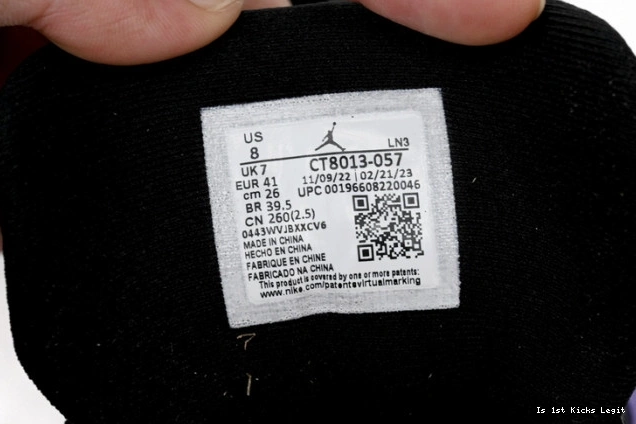 US
8
LN3
UK 7
CT8013-057
EUR 41
11/09/22 | 02/21/23
cm 26
UPC 00196608220046
BR 39.5
CN 260(2.5)
0443WVJBXXCV6
MADE IN CHINA
HECHO EN CHINA
FABRIQUE EN CHINE
FABRICADO NA CHINA
This product is covered by one or more patents:
www.nike.com/patentsvirtualmarking
Is 1st Kicks Legit